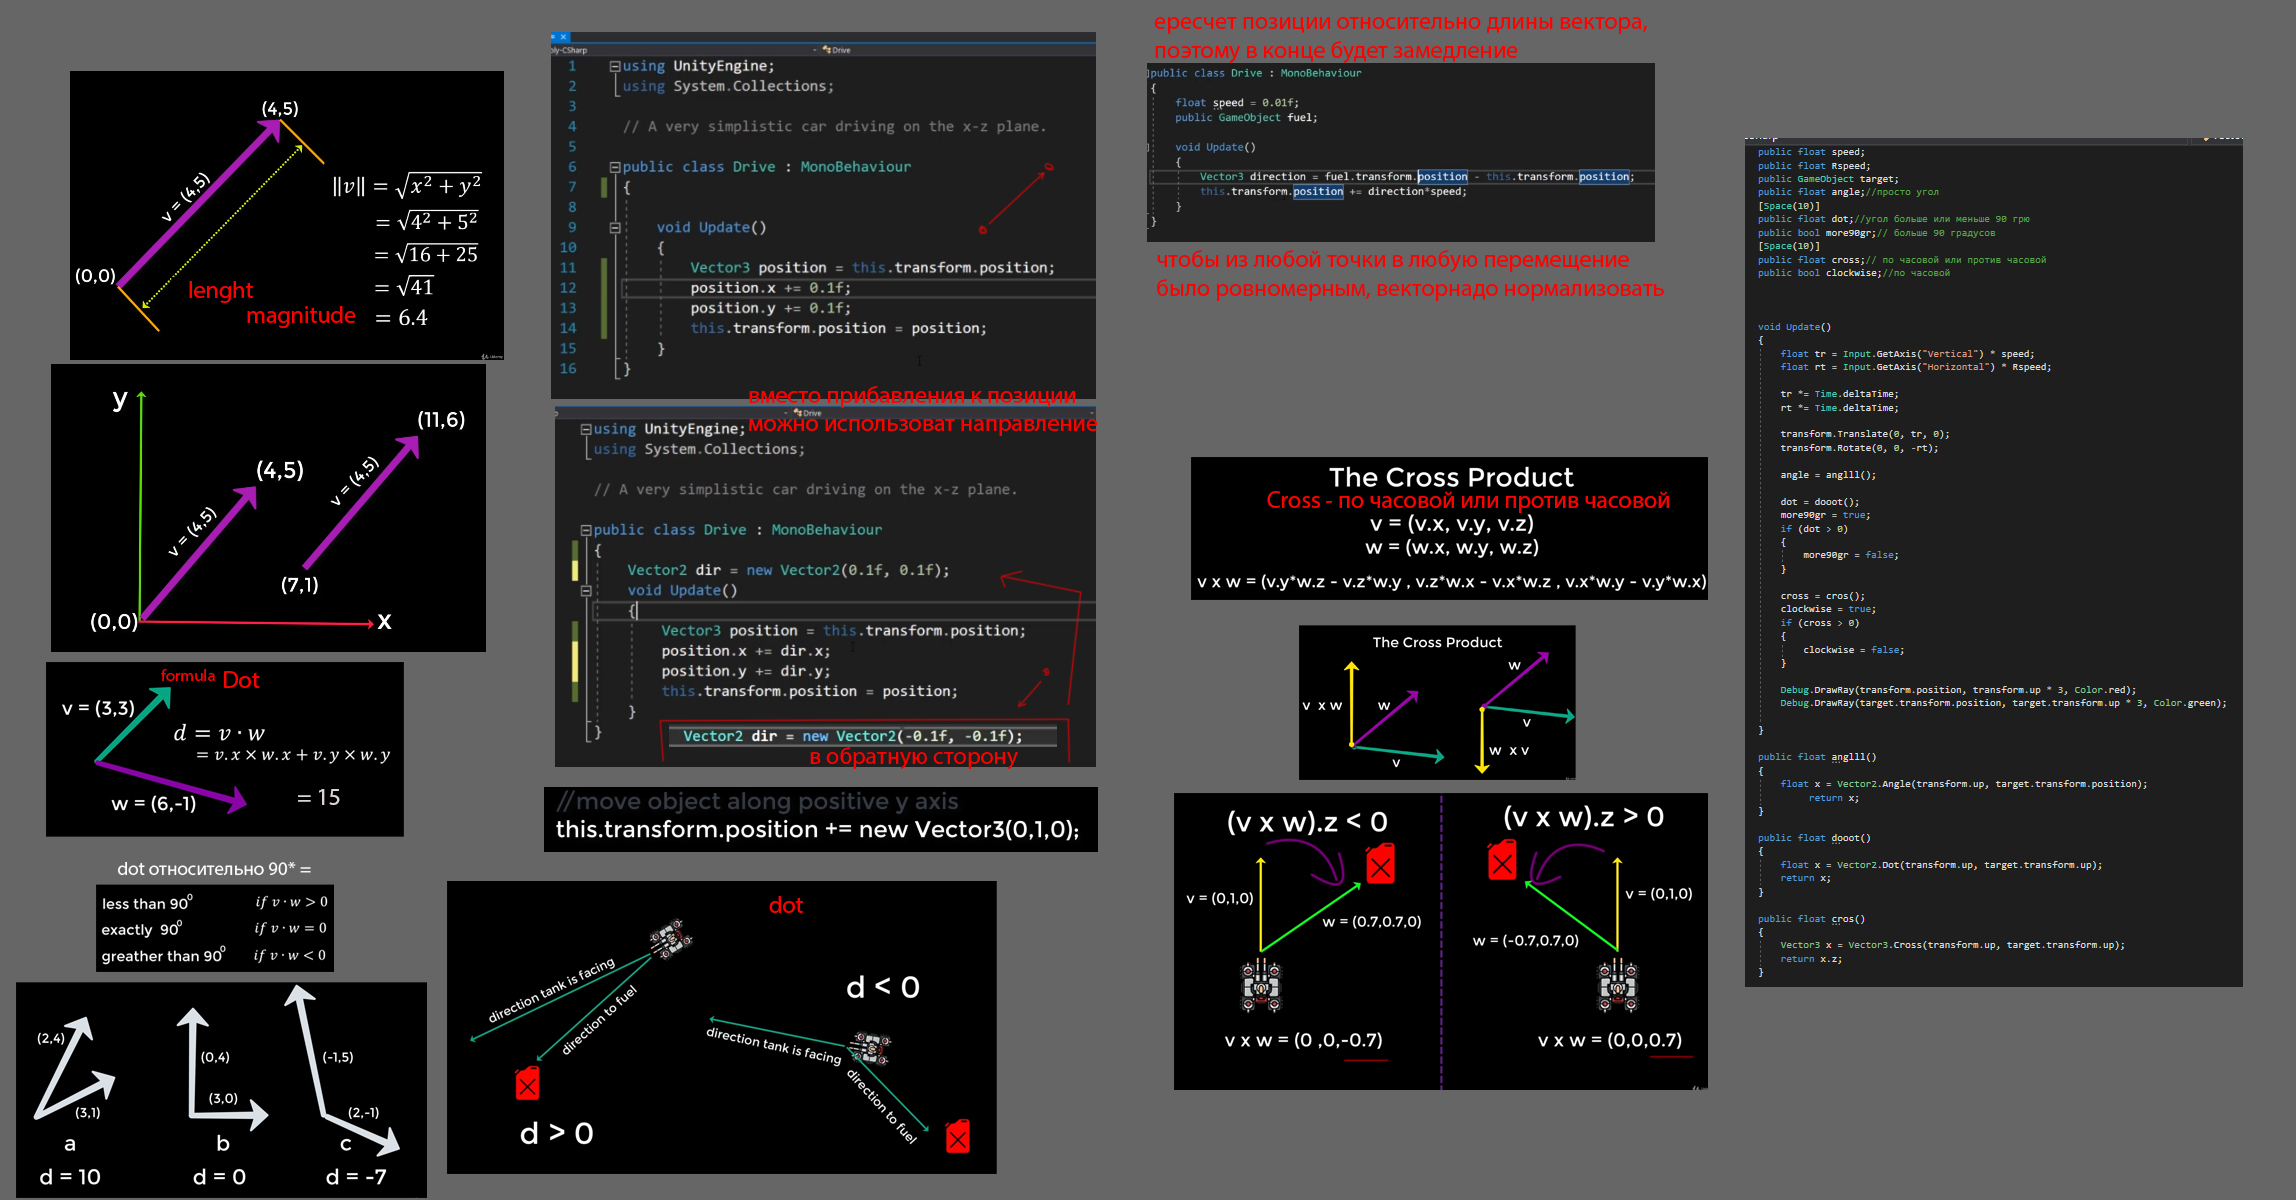 (4,5)
v = (4,5)
(0,0)
lenght
magnitude
‖v‖ = √x² + y²
= √4² + 5²
= √16 + 25
= √41
= 6.4
y
(11,6)
(4,5)
v = (4,5)
v = (4,5)
(7,1)
(0,0)
x
formula Dot
v = (3,3)
d = v · w
= v.x × w.x + v.y × w.y
w = (6,-1)
= 15
dot относительно 90* =
less than 90⁰ if v · w > 0
exactly 90⁰ if v · w = 0
greather than 90⁰ if v · w < 0
(2,4)
(3,1)
a
d = 10
(0,4)
(3,0)
b
d = 0
(-1,5)
(2,-1)
c
d = -7
ply-CSharp
Drive
1 using UnityEngine;
2 using System.Collections;
3
4 // A very simplistic car driving on the x-z plane.
5
6 public class Drive : MonoBehaviour
7 {
8
9 void Update()
10 {
11 Vector3 position = this.transform.position;
12 position.x += 0.1f;
13 position.y += 0.1f;
14 this.transform.position = position;
15 }
16 }
вместо прибавления к позиции
можно использоват направление
Drive
using UnityEngine;
using System.Collections;
// A very simplistic car driving on the x-z plane.
public class Drive : MonoBehaviour
{
Vector2 dir = new Vector2(0.1f, 0.1f);
void Update()
{
Vector3 position = this.transform.position;
position.x += dir.x;
position.y += dir.y;
this.transform.position = position;
}
}
Vector2 dir = new Vector2(-0.1f, -0.1f);
в обратную сторону
//move object along positive y axis
this.transform.position += new Vector3(0,1,0);
dot
direction tank is facing
direction to fuel
d > 0
d < 0
direction tank is facing
direction to fuel
ересчет позиции относительно длины вектора,
поэтому в конце будет замедление
public class Drive : MonoBehaviour
{
float speed = 0.01f;
public GameObject fuel;
void Update()
{
Vector3 direction = fuel.transform.position - this.transform.position;
this.transform.position += direction*speed;
}
}
чтобы из любой точки в любую перемещение
было ровномерным, векторнадо нормализовать
The Cross Product
Cross - по часовой или против часовой
v = (v.x, v.y, v.z)
w = (w.x, w.y, w.z)
v x w = (v.y*w.z - v.z*w.y , v.z*w.x - v.x*w.z , v.x*w.y - v.y*w.x)
The Cross Product
v x w
w
v
w
v
w x v
(v x w).z < 0
v = (0,1,0)
w = (0.7,0.7,0)
v x w = (0 ,0,-0.7)
(v x w).z > 0
v = (0,1,0)
w = (-0.7,0.7,0)
v x w = (0,0,0.7)
public float speed;
public float Rspeed;
public GameObject target;
public float angle;//просто угол
[Space(10)]
public float dot;//угол больше или меньше 90 грю
public bool more90gr;// больше 90 градусов
[Space(10)]
public float cross;// по часовой или против часовой
public bool clockwise;//по часовой
void Update()
{
float tr = Input.GetAxis("Vertical") * speed;
float rt = Input.GetAxis("Horizontal") * Rspeed;
tr *= Time.deltaTime;
rt *= Time.deltaTime;
transform.Translate(0, tr, 0);
transform.Rotate(0, 0, -rt);
angle = anglll();
dot = dooot();
more90gr = true;
if (dot > 0)
{
more90gr = false;
}
cross = cros();
clockwise = true;
if (cross > 0)
{
clockwise = false;
}
Debug.DrawRay(transform.position, transform.up * 3, Color.red);
Debug.DrawRay(target.transform.position, target.transform.up * 3, Color.green);
}
public float anglll()
{
float x = Vector2.Angle(transform.up, target.transform.position);
return x;
}
public float dooot()
{
float x = Vector2.Dot(transform.up, target.transform.up);
return x;
}
public float cros()
{
Vector3 x = Vector3.Cross(transform.up, target.transform.up);
return x.z;
}